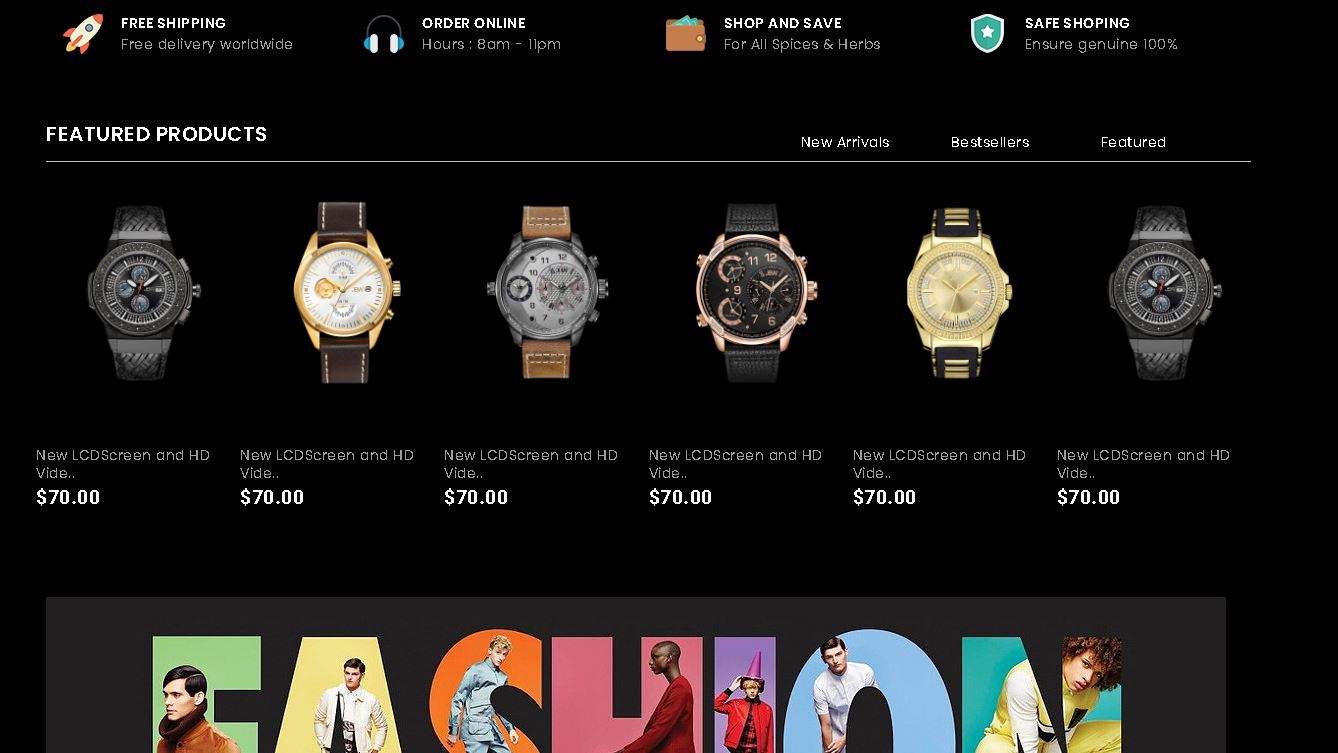 FREE SHIPPING
Free delivery worldwide
ORDER ONLINE
Hours : 8am - 11pm
SHOP AND SAVE
For All Spices & Herbs
SAFE SHOPING
Ensure genuine 100%
FEATURED PRODUCTS
New Arrivals
Bestsellers
Featured
New LCDScreen and HD
Vide..
$70.00
New LCDScreen and HD
Vide..
$70.00
New LCDScreen and HD
Vide..
$70.00
New LCDScreen and HD
Vide..
$70.00
New LCDScreen and HD
Vide..
$70.00
New LCDScreen and HD
Vide..
$70.00
FASHION